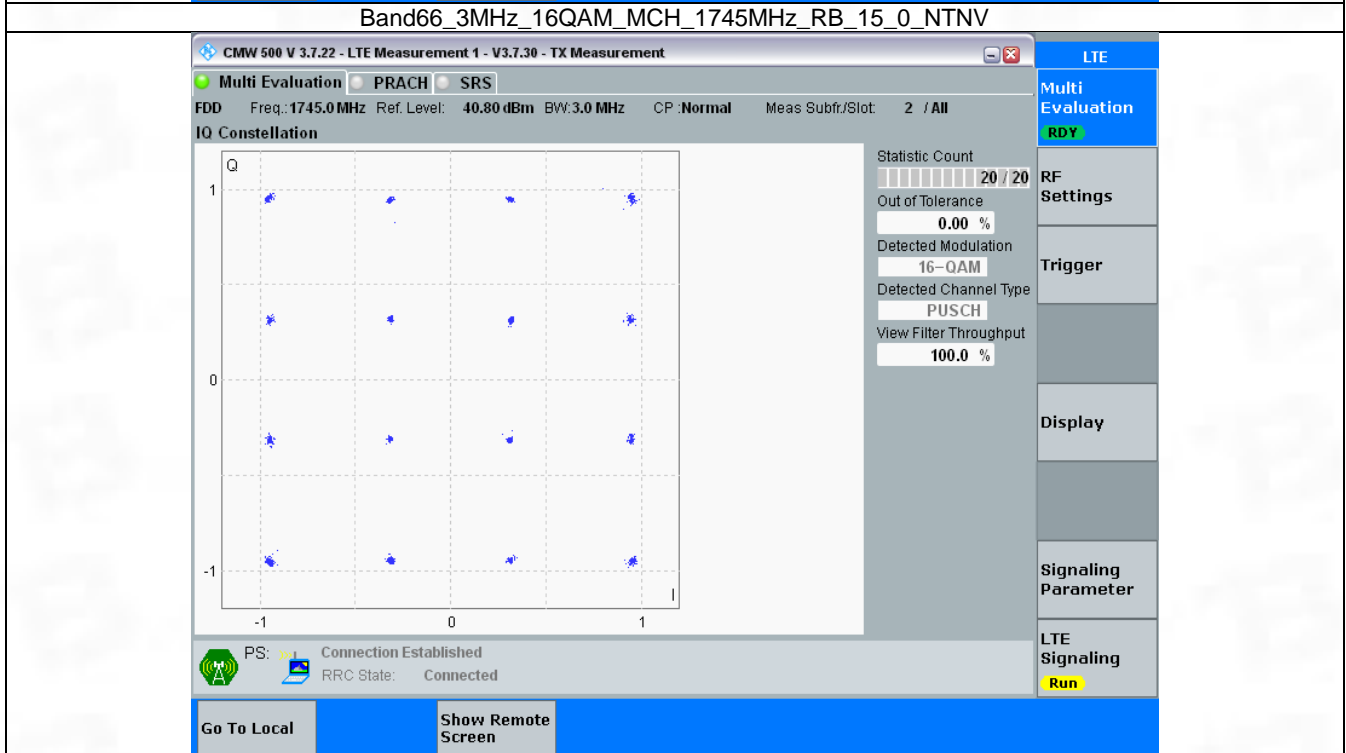 Band66_3MHz_16QAM_MCH_1745MHz_RB_15_0_NTNV
CMW 500 V 3.7.22 - LTE Measurement 1 - V3.7.30 - TX Measurement
LTE
Multi Evaluation PRACH SRS
Multi
Evaluation
RDY
FDD Freq.: 1745.0 MHz Ref. Level: 40.80 dBm BW: 3.0 MHz CP :Normal Meas Subfr./Slot: 2 / All
IQ Constellation
Q
1
0
-1
-1 0 1
I
Statistic Count
20 / 20
Out of Tolerance
0.00 %
Detected Modulation
16-QAM
Detected Channel Type
PUSCH
View Filter Throughput
100.0 %
RF
Settings
Trigger
Display
Signaling
Parameter
LTE
Signaling
Run
PS: Connection Established
RRC State: Connected
Go To Local
Show Remote
Screen